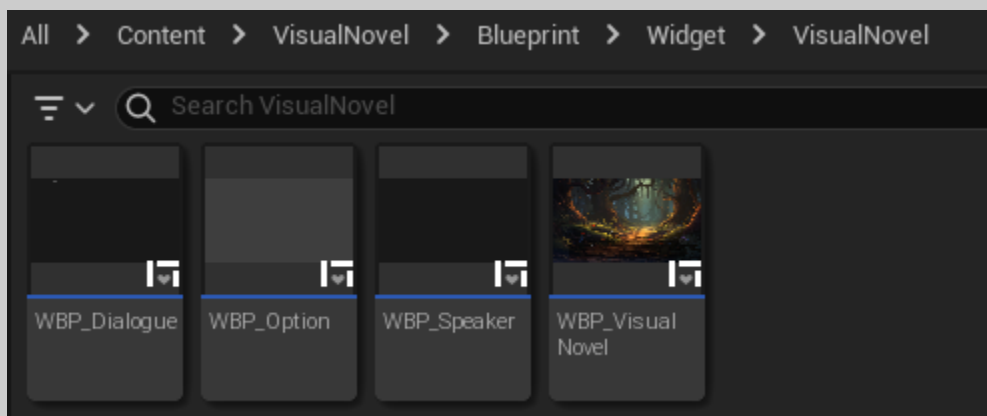 All > Content > VisualNovel > Blueprint > Widget > VisualNovel
Search VisualNovel
WBP_Dialogue WBP_Option WBP_Speaker WBP_Visual
Novel